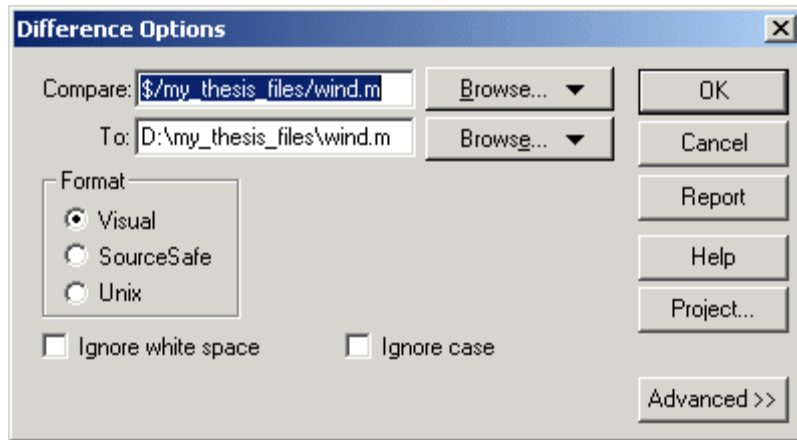 Difference Options
Compare: $/my_thesis_files/wind.m Browse... OK
To: D:\my_thesis_files\wind.m Browse... Cancel
Format
Visual
SourceSafe
Unix
Report
Help
Project...
Ignore white space Ignore case
Advanced >>